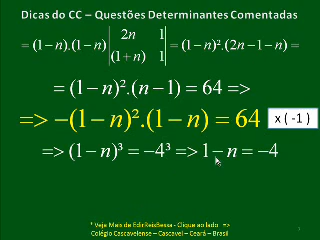 Dicas do CC – Questões Determinantes Comentadas
= (1−n).(1−n) |2n 1; (1+n) 1| = (1−n)².(2n−1−n) =
= (1−n)².(n−1) = 64 =>
=> −(1−n)².(1−n) = 64 x ( -1 )
=> (1−n)³ = −4³ => 1−n = −4
* Veja Mais de EdirReisBessa - Clique ao lado =>
Colégio Cascavelense – Cascavel – Ceará – Brasil